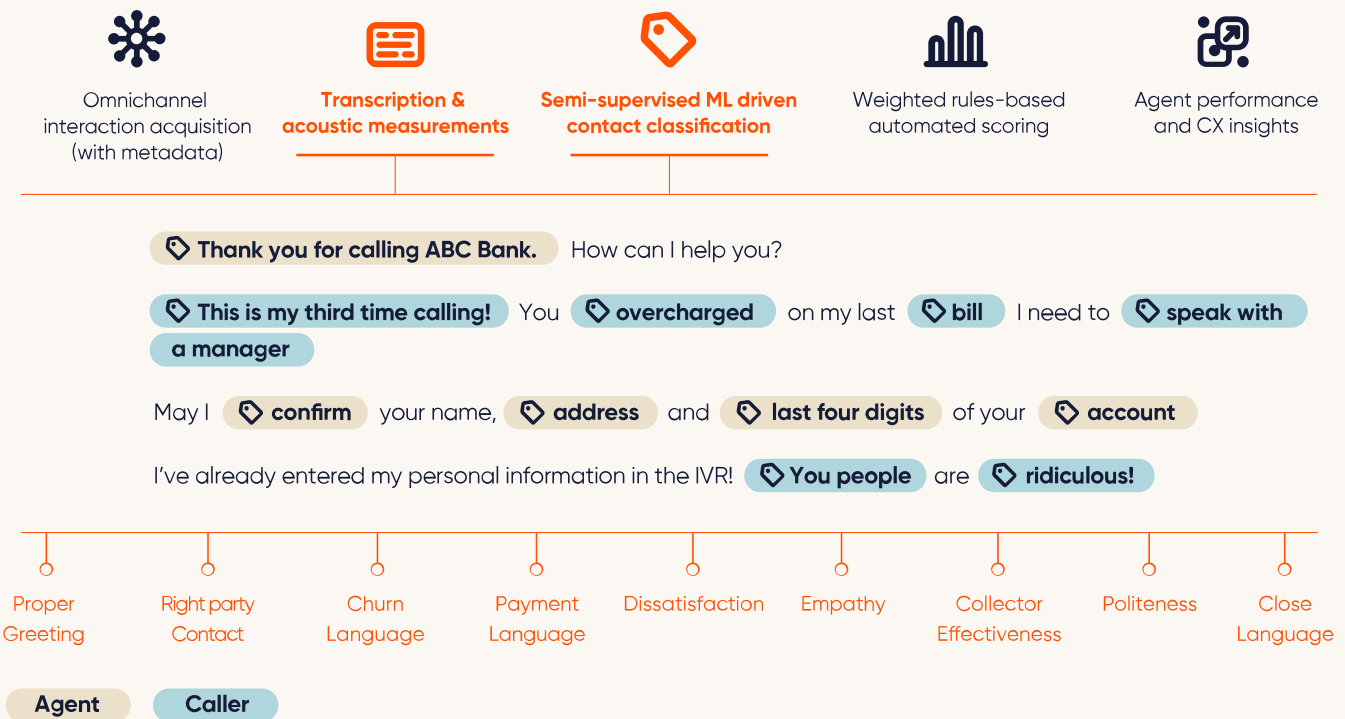 Omnichannel
interaction acquisition
(with metadata)
Transcription &
acoustic measurements
Semi-supervised ML driven
contact classification
Weighted rules-based
automated scoring
Agent performance
and CX insights
Thank you for calling ABC Bank. How can I help you?
This is my third time calling! You overcharged on my last bill I need to speak with
a manager
May I confirm your name, address and last four digits of your account
I've already entered my personal information in the IVR! You people are ridiculous!
Proper
Greeting
Right party
Contact
Churn
Language
Payment
Language
Dissatisfaction
Empathy
Collector
Effectiveness
Politeness
Close
Language
Agent
Caller